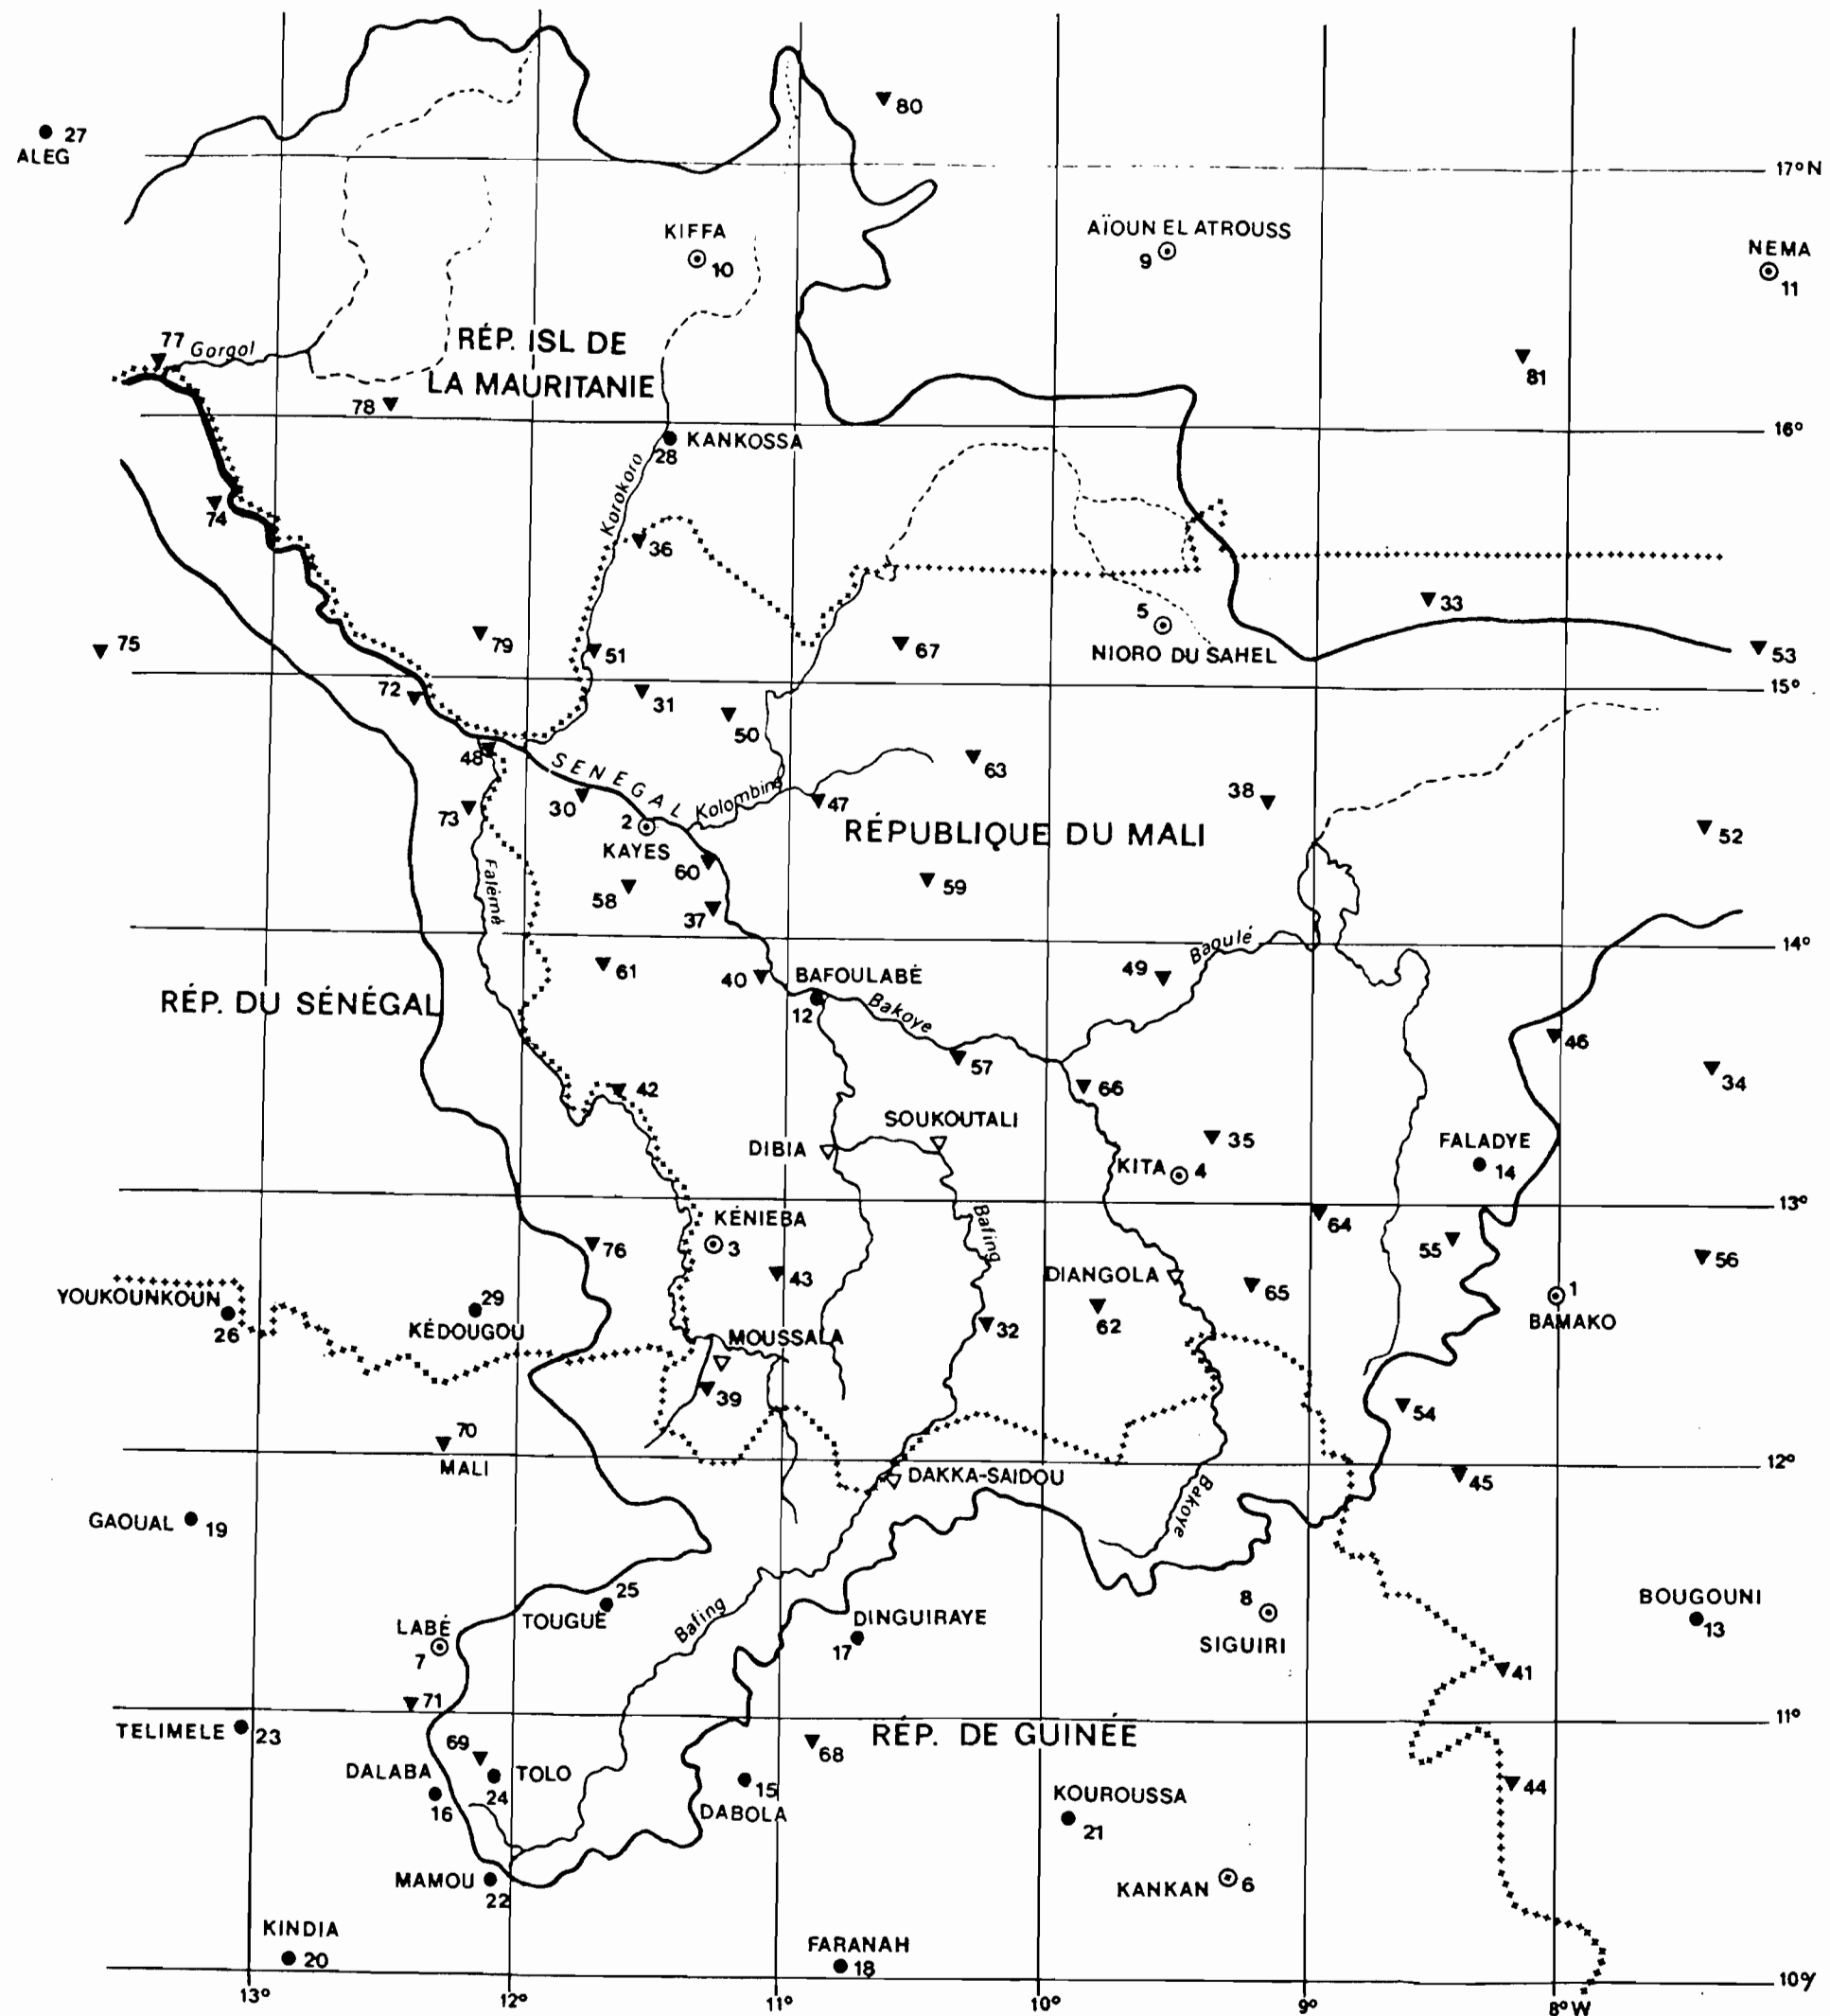 80
27
ALEG
17° N
KIFFA
10
AÏOUN EL ATROUSS
9
NEMA
11
77
Gorgol
RÉP. ISL DE
LA MAURITANIE
81
78
16°
KANKOSSA
28
Korokoro
74
36
33
5
NIORO DU SAHEL
75
79
51
67
53
15°
72
31
50
48
SENEGAL
63
38
73
30
2
KAYES
Kolombiné
47
RÉPUBLIQUE DU MALI
52
60
Falémé
58
59
37
14°
Baoulé
61
40
BAFOULABÉ
49
12
Bakoye
RÉP. DU SÉNÉGAL
57
46
34
42
66
SOUKOUTALI
35
DIBIA
FALADYE
14
KITA
4
13°
KÉNIEBA
3
Bafing
64
76
43
55
56
DIANGOLA
65
YOUKOUNKOUN
26
29
KÉDOUGOU
62
32
1
BAMAKO
MOUSSALA
39
54
70
MALI
12°
DAKKA-SAIDOU
45
GAOUAL
19
Bakoye
25
TOUGUÉ
8
SIGUIRI
BOUGOUNI
13
LABÉ
7
Bafing
DINGUIRAYE
17
41
71
11°
TELIMELE
23
RÉP. DE GUINÉE
68
69
DALABA
16
TOLO
24
15
DABOLA
KOUROUSSA
21
44
MAMOU
22
KANKAN
6
KINDIA
20
FARANAH
18
10°
13°
12°
11°
10°
9°
8° W